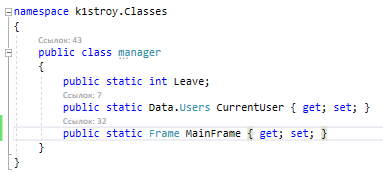 namespace k1stroy.Classes
{
Ссылок: 43
public class manager
{
public static int Leave;
Ссылок: 7
public static Data.Users CurrentUser { get; set; }
Ссылок: 32
public static Frame MainFrame { get; set; }
}
}